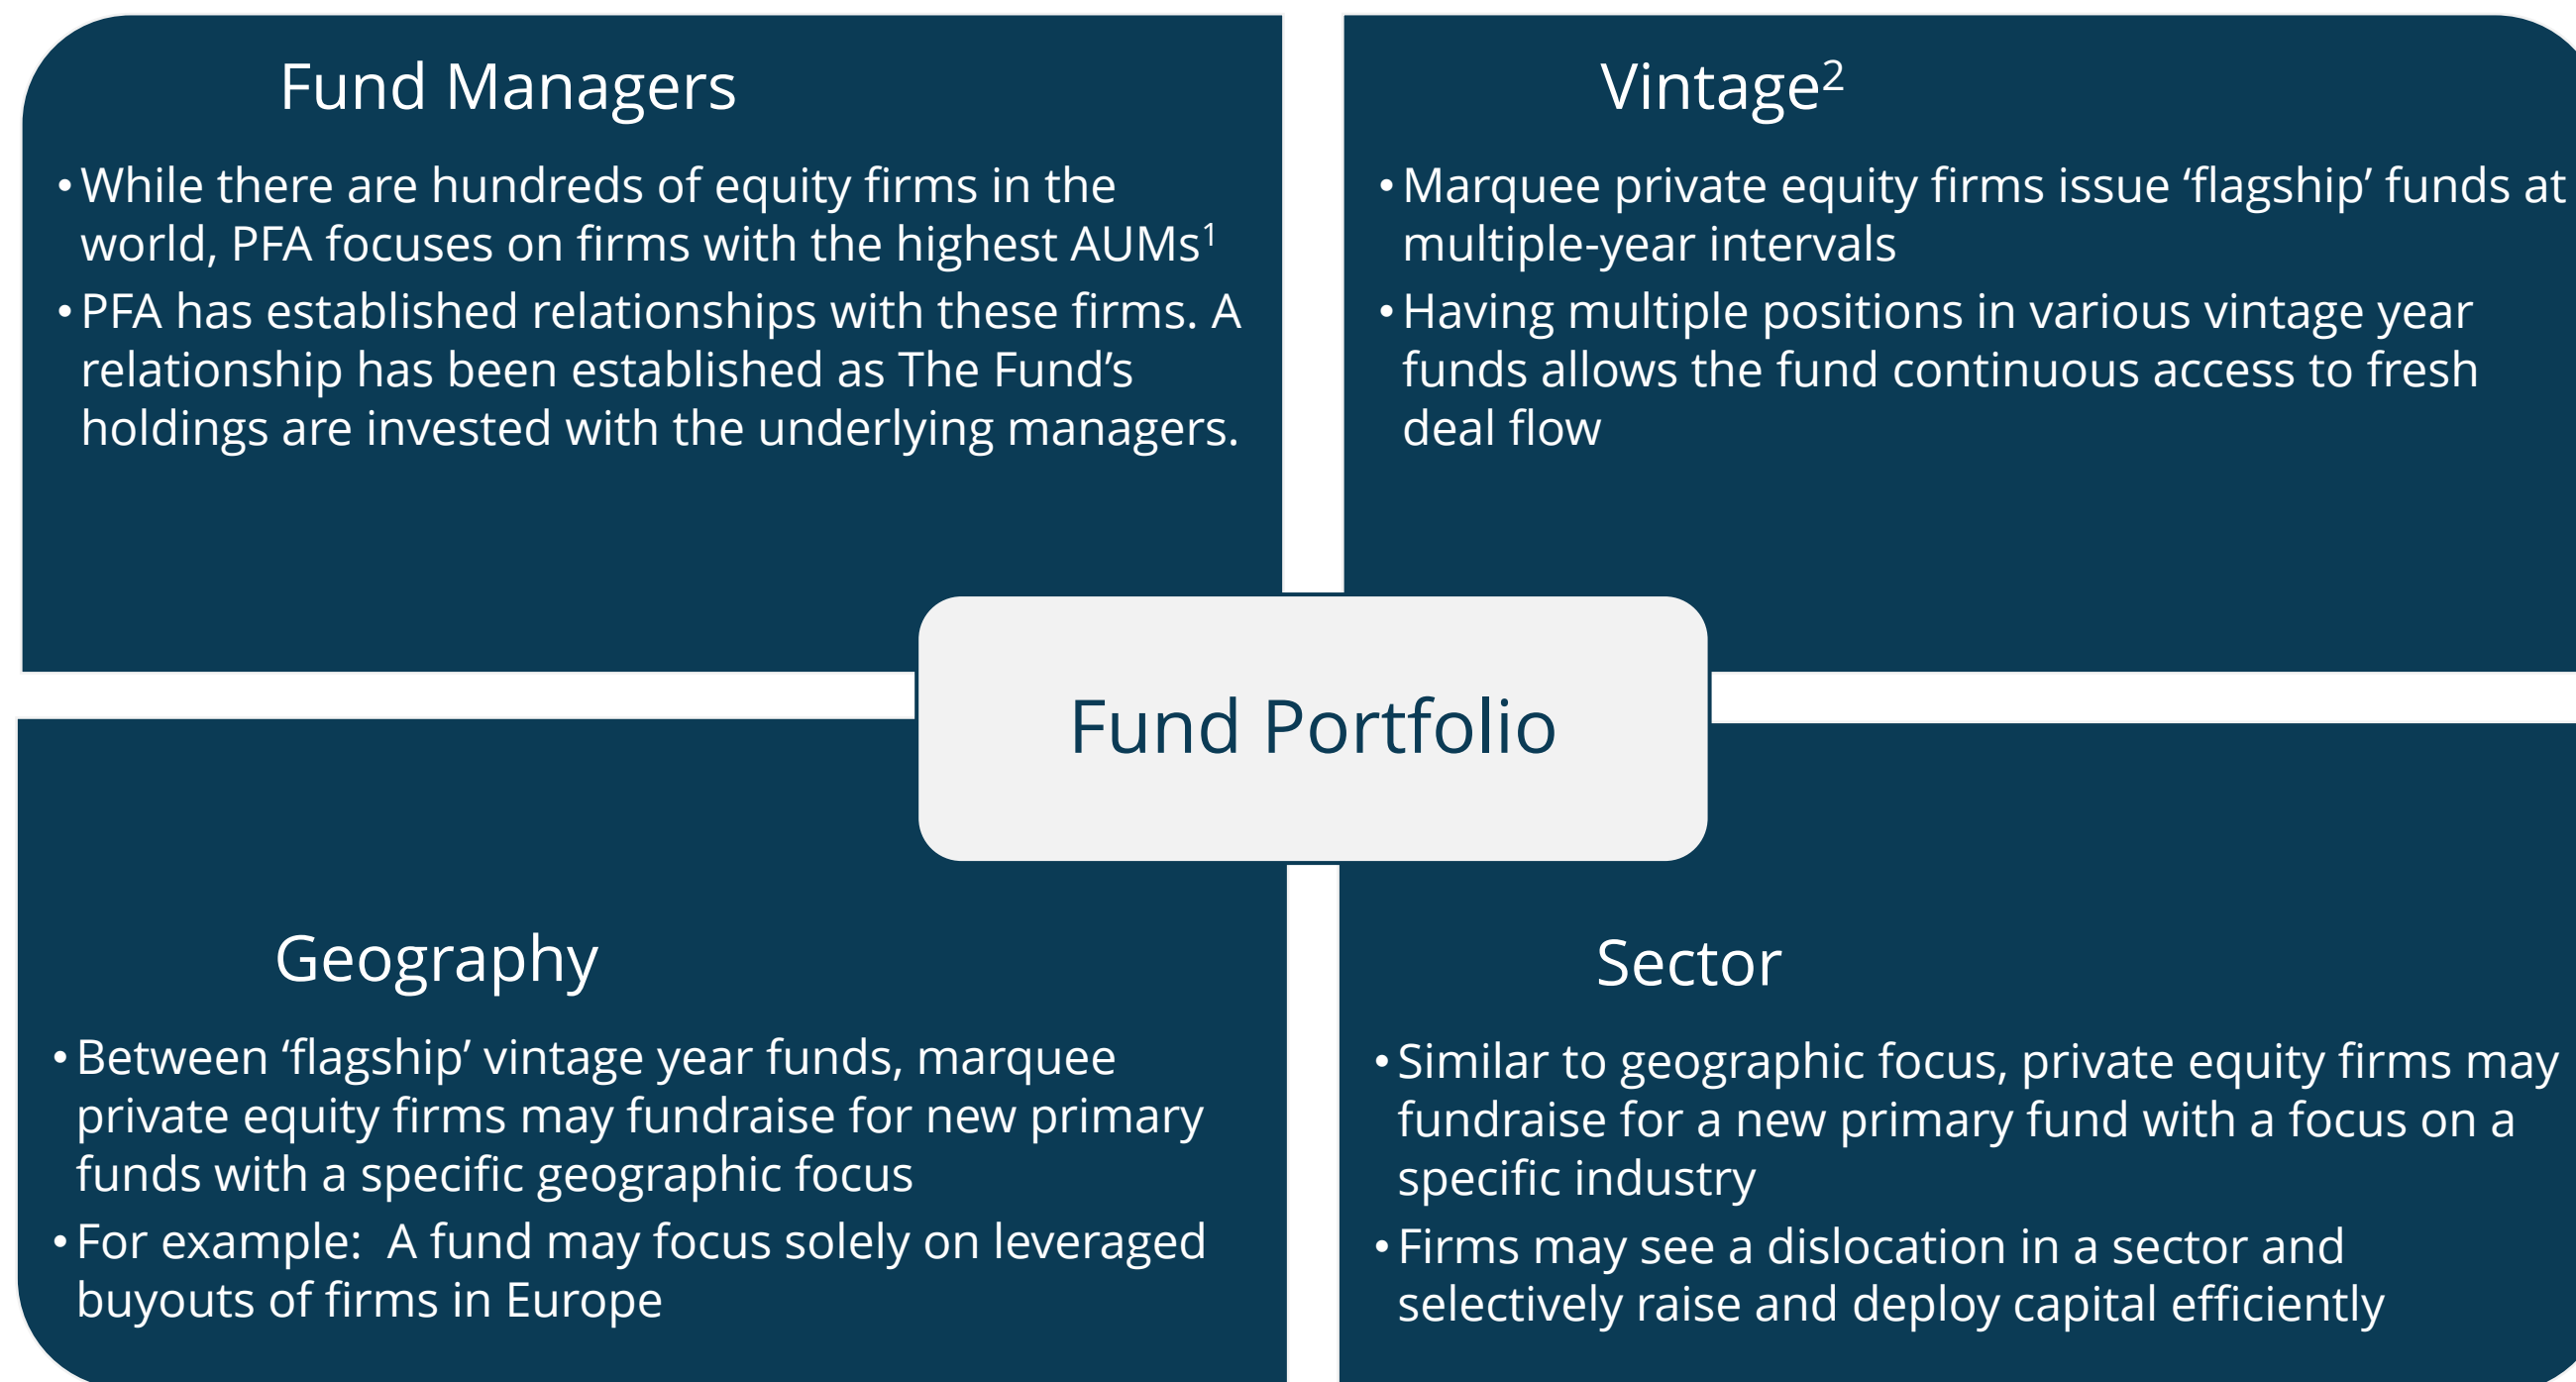 Fund Managers
• While there are hundreds of equity firms in the
world, PFA focuses on firms with the highest AUMs¹
• PFA has established relationships with these firms. A
relationship has been established as The Fund’s
holdings are invested with the underlying managers.
Vintage²
• Marquee private equity firms issue ‘flagship’ funds at
multiple-year intervals
• Having multiple positions in various vintage year
funds allows the fund continuous access to fresh
deal flow
Fund Portfolio
Geography
• Between ‘flagship’ vintage year funds, marquee
private equity firms may fundraise for new primary
funds with a specific geographic focus
• For example:  A fund may focus solely on leveraged
buyouts of firms in Europe
Sector
• Similar to geographic focus, private equity firms may
fundraise for a new primary fund with a focus on a
specific industry
• Firms may see a dislocation in a sector and
selectively raise and deploy capital efficiently